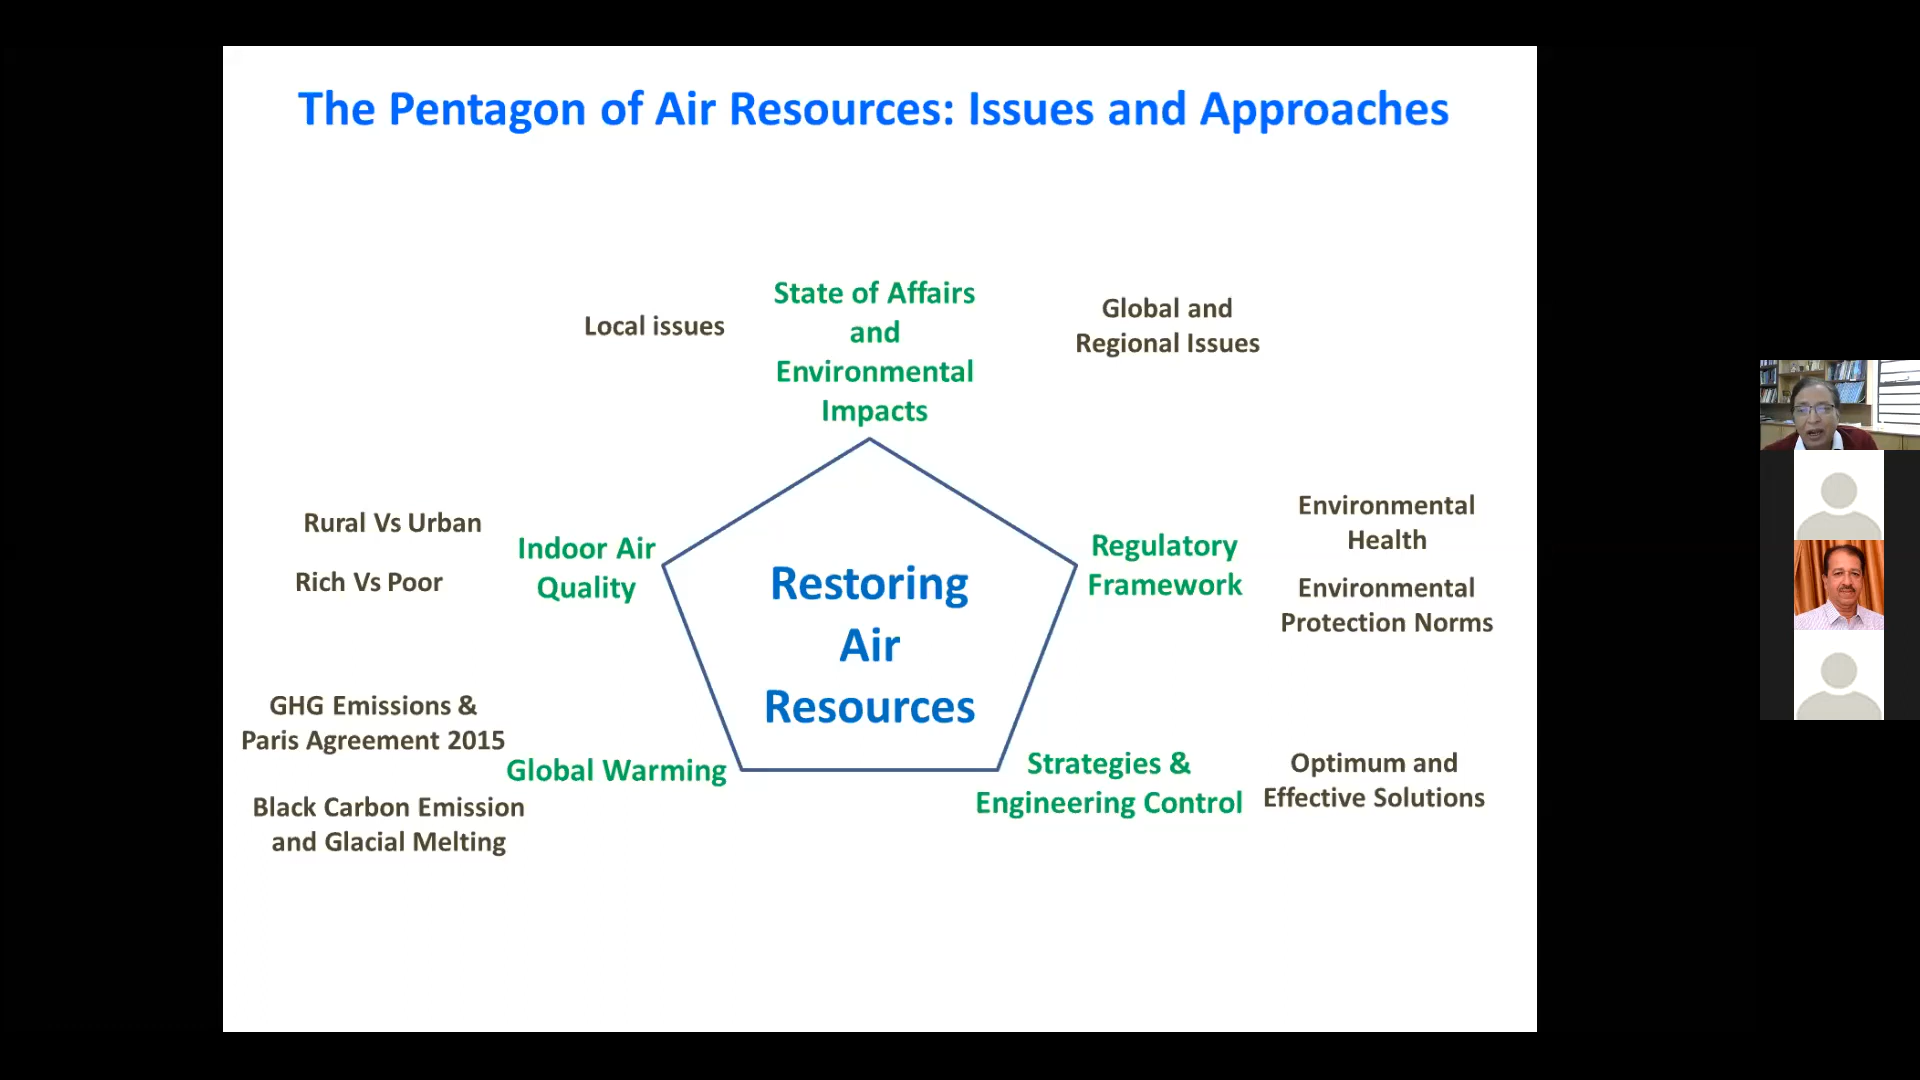 The Pentagon of Air Resources: Issues and Approaches
Local issues
State of Affairs
and
Environmental
Impacts
Global and
Regional Issues
Rural Vs Urban
Rich Vs Poor
Indoor Air
Quality
Restoring
Air
Resources
Regulatory
Framework
Environmental
Health
Environmental
Protection Norms
GHG Emissions &
Paris Agreement 2015
Global Warming
Black Carbon Emission
and Glacial Melting
Strategies &
Engineering Control
Optimum and
Effective Solutions